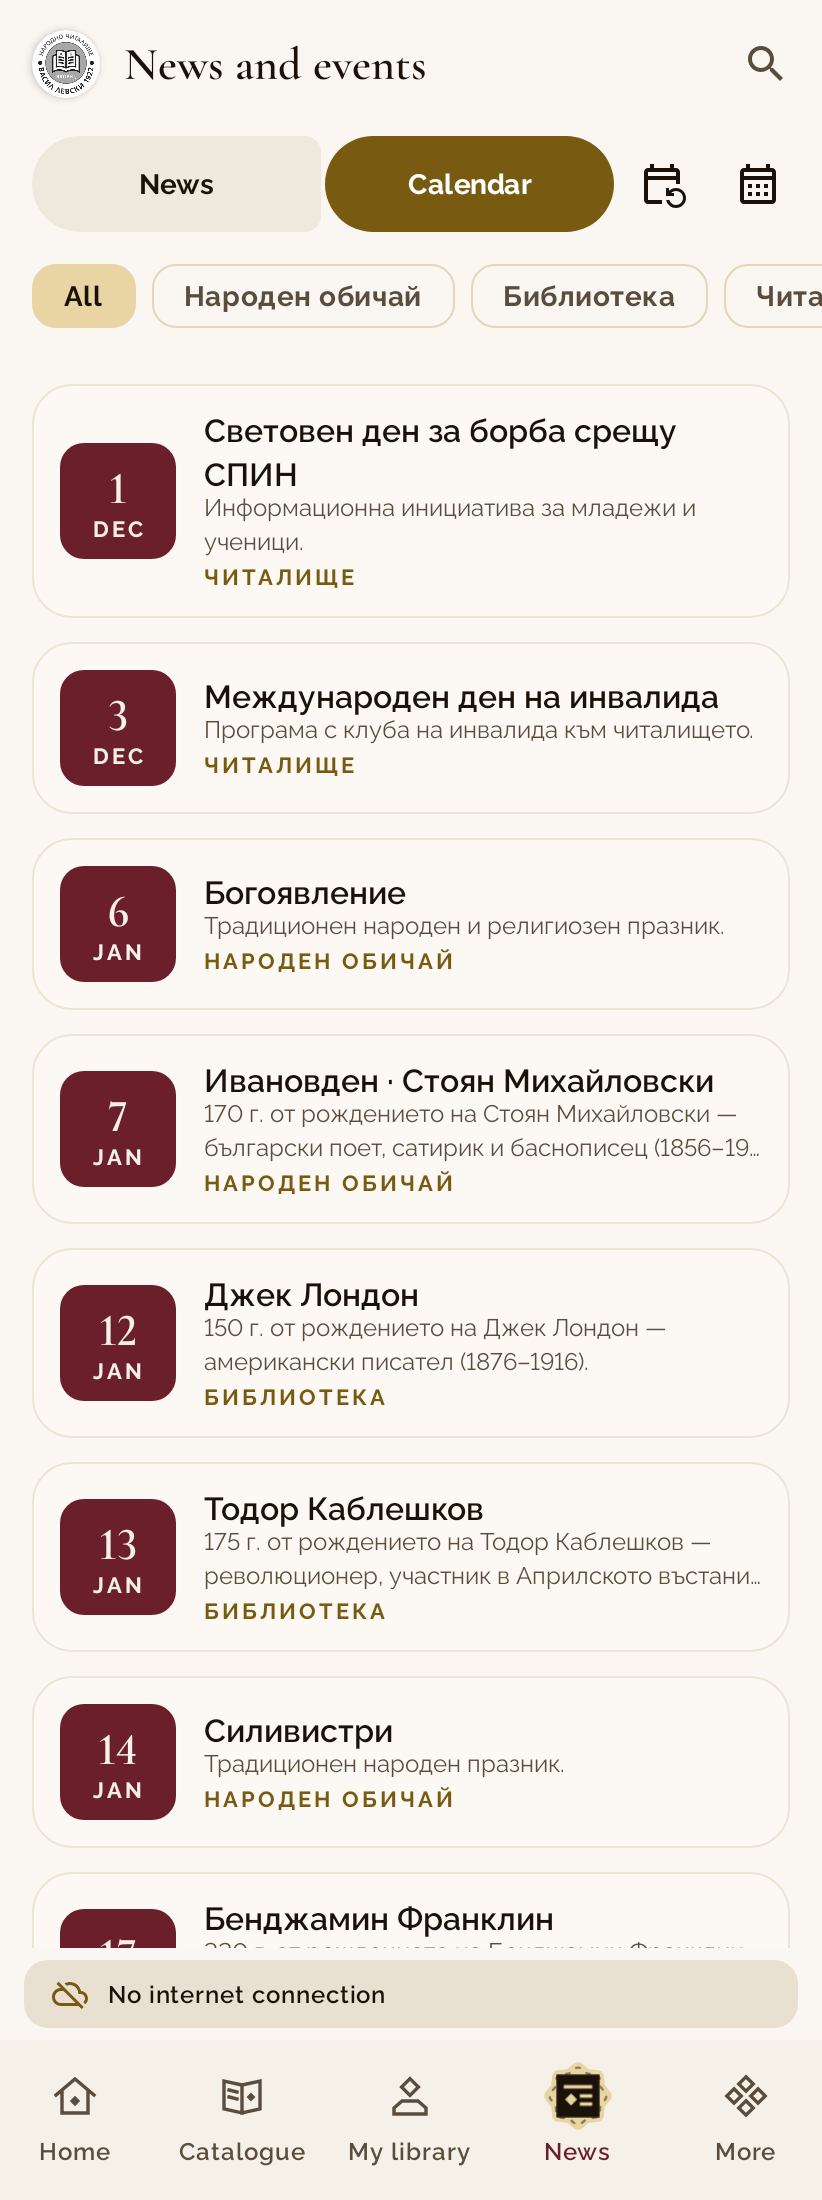 НАРОДНО ЧИТАЛИЩЕ
ВАСИЛ ЛЕВСКИ 1922
News and events
News
Calendar
All
Народен обичай
Библиотека
Чита
Световен ден за борба срещу
СПИН
Информационна инициатива за младежи и
ученици.
ЧИТАЛИЩЕ
1
DEC
Международен ден на инвалида
Програма с клуба на инвалида към читалището.
ЧИТАЛИЩЕ
3
DEC
Богоявление
Традиционен народен и религиозен празник.
НАРОДЕН ОБИЧАЙ
6
JAN
Ивановден · Стоян Михайловски
170 г. от рождението на Стоян Михайловски —
български поет, сатирик и баснописец (1856–19…
НАРОДЕН ОБИЧАЙ
7
JAN
Джек Лондон
150 г. от рождението на Джек Лондон —
американски писател (1876–1916).
БИБЛИОТЕКА
12
JAN
Тодор Каблешков
175 г. от рождението на Тодор Каблешков —
революционер, участник в Априлското въстани…
БИБЛИОТЕКА
13
JAN
Силивистри
Традиционен народен празник.
НАРОДЕН ОБИЧАЙ
14
JAN
Бенджамин Франклин
17
No internet connection
Home
Catalogue
My library
News
More